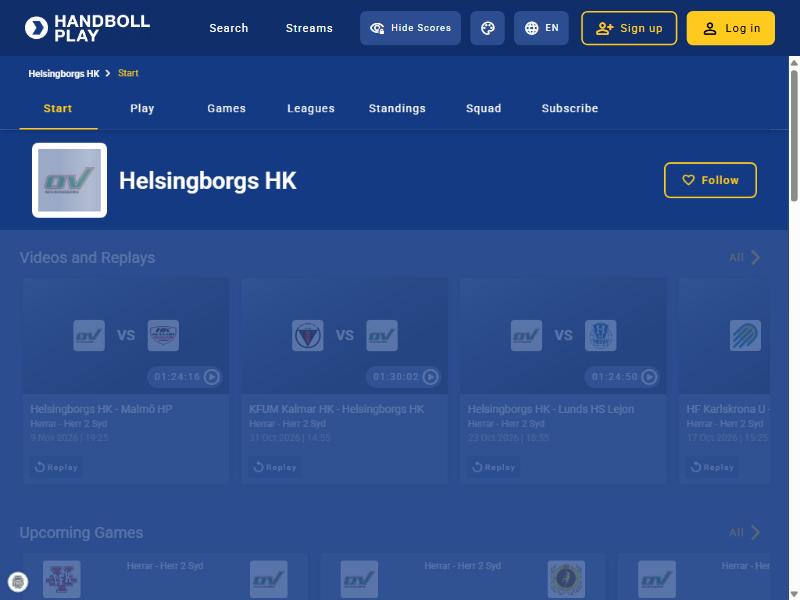 HANDBOLL
PLAY
Search
Streams
Hide Scores
EN
Sign up
Log in
Helsingborgs HK
Start
Start
Play
Games
Leagues
Standings
Squad
Subscribe
Helsingborgs HK
Follow
Videos and Replays
All
VS
01:24:16
Helsingborgs HK - Malmö HP
Herrar - Herr 2 Syd
9 Nov 2026 | 19:25
Replay
VS
01:30:02
KFUM Kalmar HK - Helsingborgs HK
Herrar - Herr 2 Syd
31 Oct 2026 | 14:55
Replay
VS
01:24:50
Helsingborgs HK - Lunds HS Lejon
Herrar - Herr 2 Syd
23 Oct 2026 | 18:55
Replay
HF Karlskrona U -
Herrar - Herr 2 Syd
17 Oct 2026 | 15:25
Replay
Upcoming Games
All
Herrar - Herr 2 Syd
Herrar - Herr 2 Syd
Herrar - Her